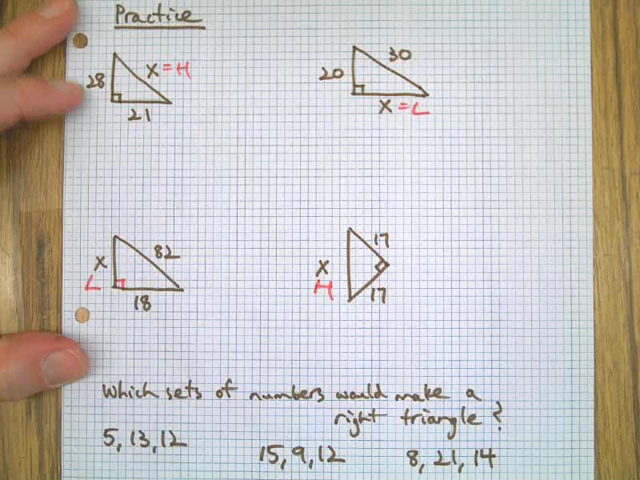 Practice
28
x = H
21
20
30
x = L
x
82
L
18
17
x
H
17
Which sets of numbers would make a
right triangle?
5, 13, 12
15, 9, 12
8, 21, 14